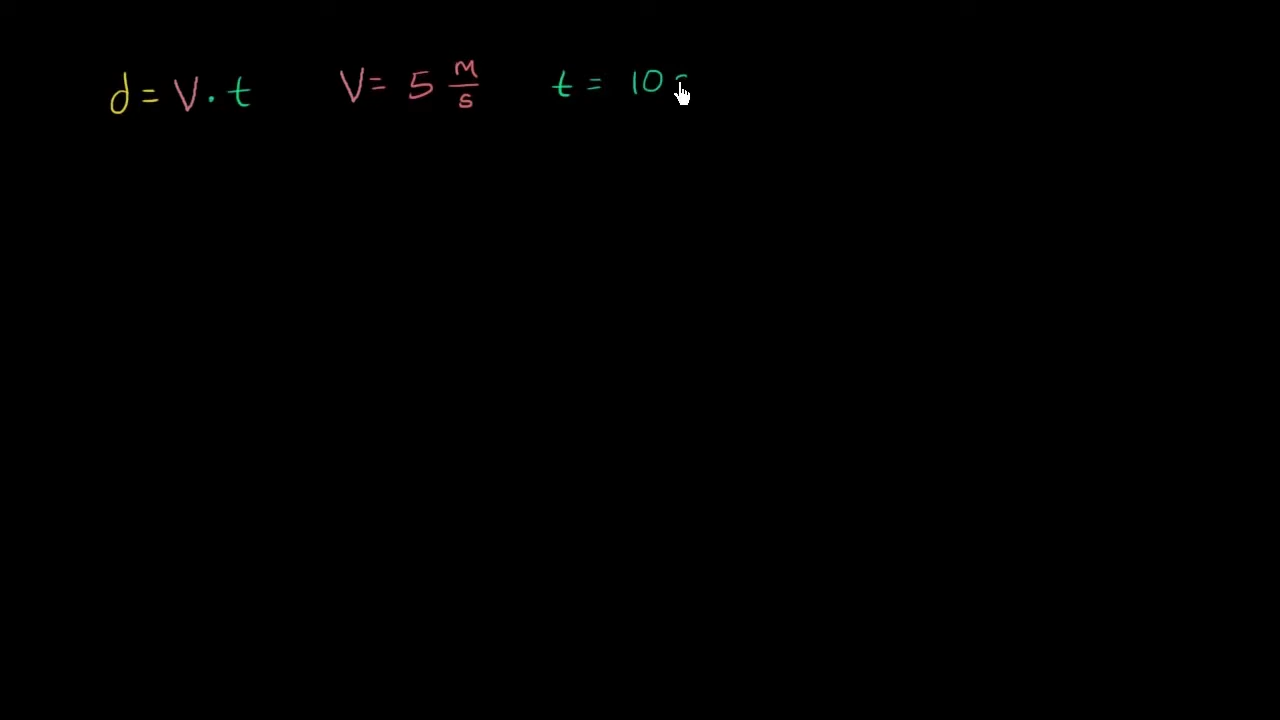 d = V · t V = 5 m/s t = 10